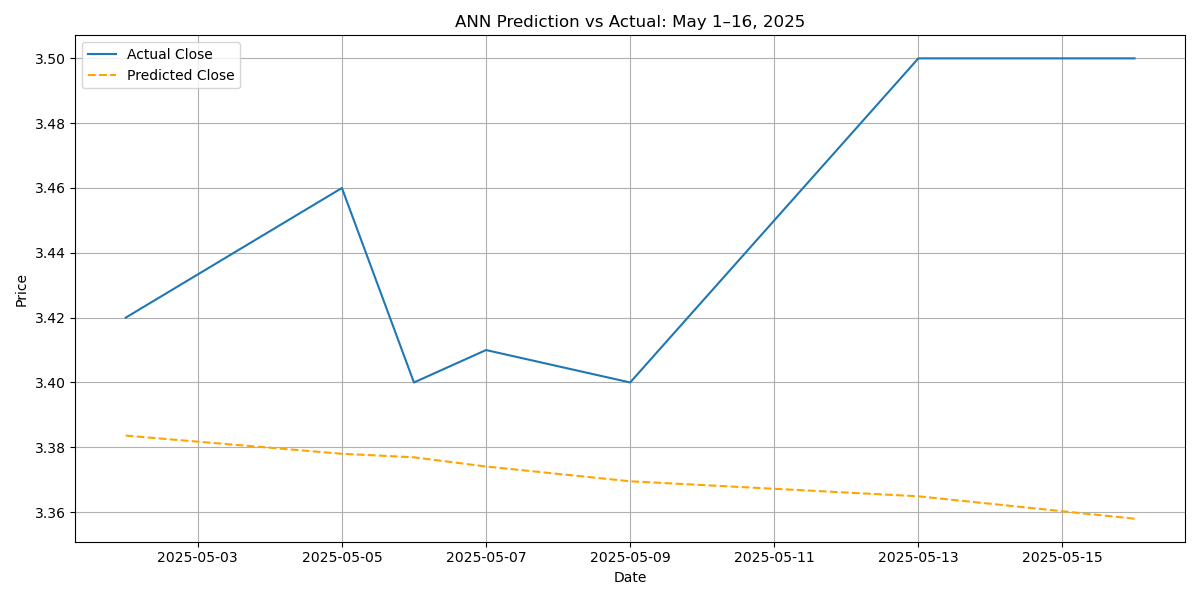 ANN Prediction vs Actual: May 1–16, 2025
Actual Close
Predicted Close
3.50
3.48
3.46
3.44
3.42
3.40
3.38
3.36
Price
2025-05-03 2025-05-05 2025-05-07 2025-05-09 2025-05-11 2025-05-13 2025-05-15
Date